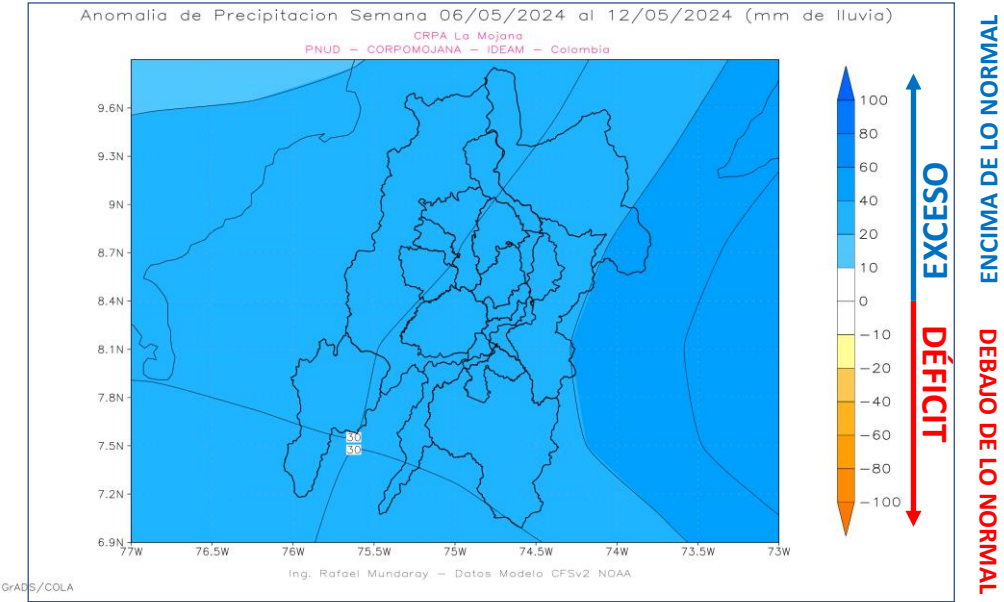 Anomalia de Precipitacion Semana 06/05/2024 al 12/05/2024 (mm de lluvia)
CRPA La Mojana
PNUD – CORPOMOJANA – IDEAM – Colombia
9.6N
9.3N
9N
8.7N
8.4N
8.1N
7.8N
7.5N
7.2N
6.9N
77W 76.5W 76W 75.5W 75W 74.5W 74W 73.5W 73W
30
30
100
80
60
40
20
10
0
−10
−20
−40
−60
−80
−100
EXCESO
DÉFICIT
ENCIMA DE LO NORMAL
DEBAJO DE LO NORMAL
Ing. Rafael Mundaray – Datos Modelo CFSv2 NOAA
GrADS/COLA